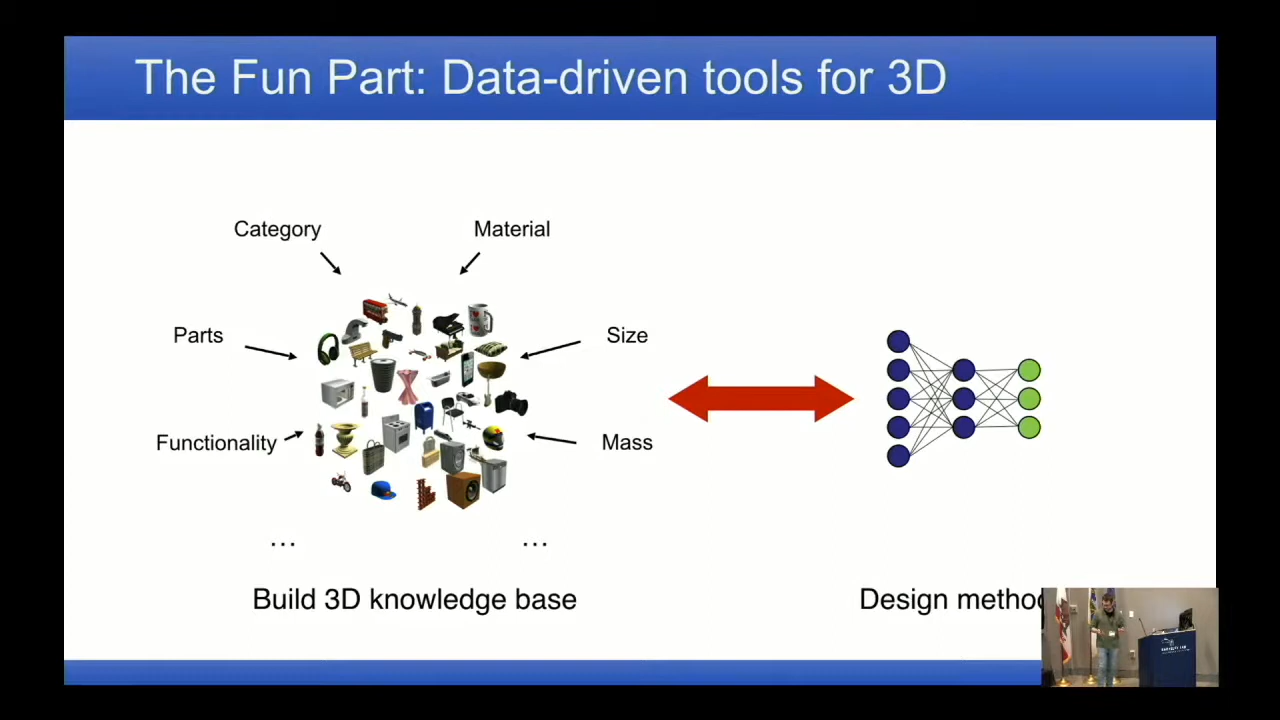 The Fun Part: Data-driven tools for 3D
Category
Material
Parts
Size
Functionality
Mass
...
...
Build 3D knowledge base
Design metho